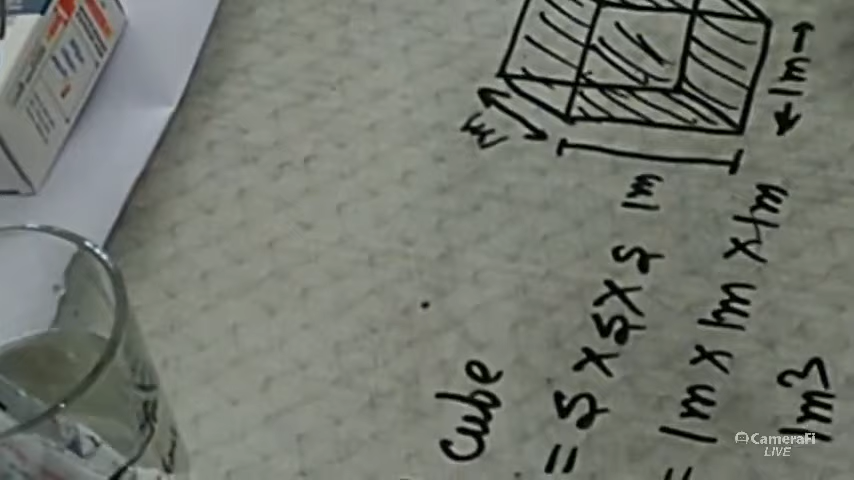 1m
1m
1m
Cube
= s x s x s
= 1m x 1m x 1m
1m3
CameraFi
LIVE